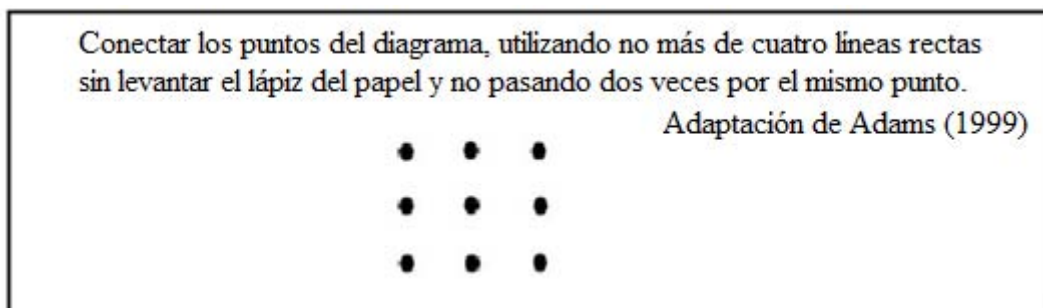 Conectar los puntos del diagrama, utilizando no más de cuatro líneas rectas
sin levantar el lápiz del papel y no pasando dos veces por el mismo punto.
Adaptación de Adams (1999)